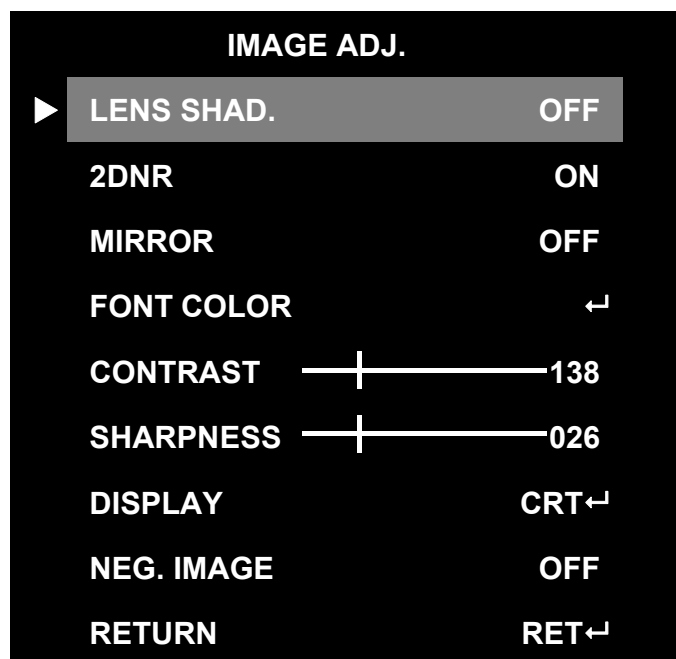 IMAGE ADJ.
LENS SHAD. OFF
2DNR ON
MIRROR OFF
FONT COLOR ↵
CONTRAST 138
SHARPNESS 026
DISPLAY CRT↵
NEG. IMAGE OFF
RETURN RET↵